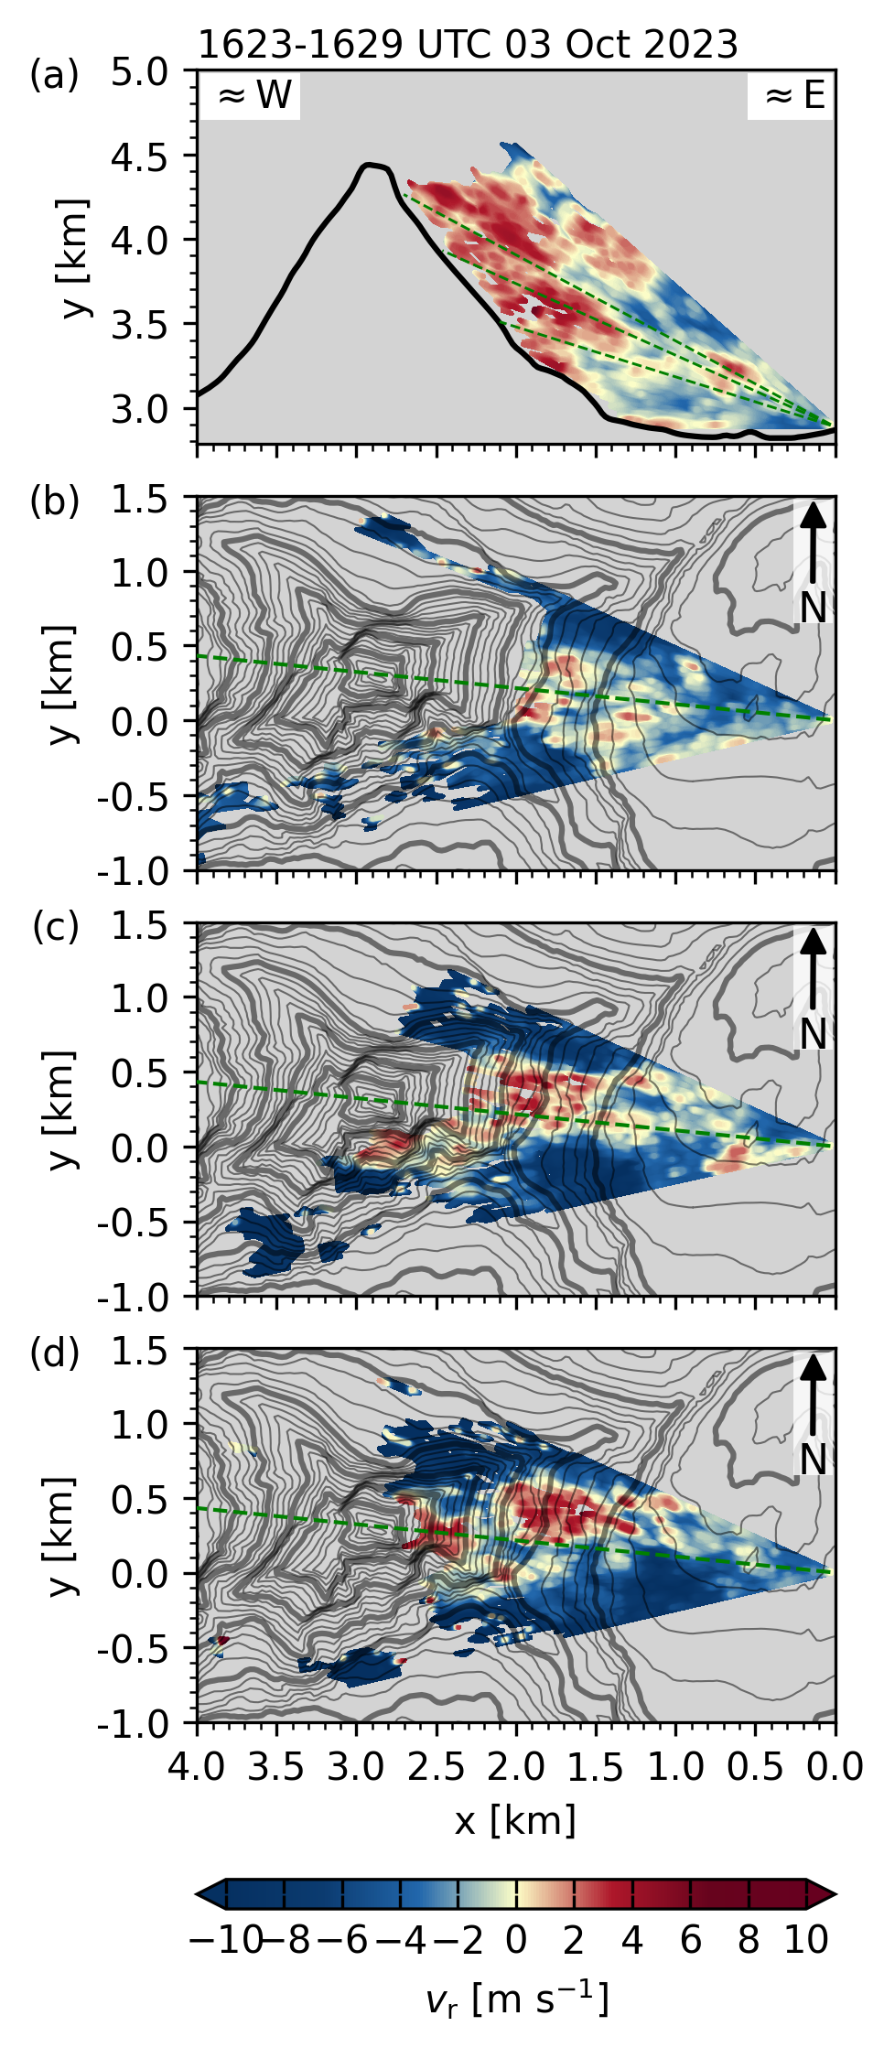 1623-1629 UTC 03 Oct 2023
(a)
≈W
≈E
5.0
4.5
4.0
3.5
3.0
y [km]
(b)
1.5
1.0
0.5
0.0
-0.5
-1.0
y [km]
N
(c)
1.5
1.0
0.5
0.0
-0.5
-1.0
y [km]
N
(d)
1.5
1.0
0.5
0.0
-0.5
-1.0
y [km]
N
4.0 3.5 3.0 2.5 2.0 1.5 1.0 0.5 0.0
x [km]
−10 −8 −6 −4 −2 0 2 4 6 8 10
vr [m s⁻¹]